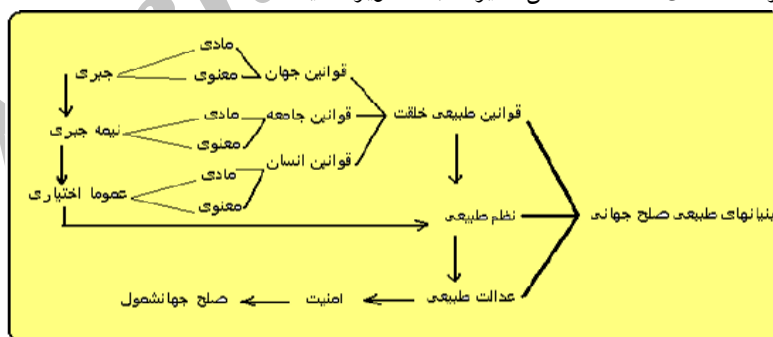 مادی
قوانین جهان
معنوی
جبری
قوانین طبیعی خلقت
قوانین جامعه
مادی
معنوی
نیمه جبری
قوانین انسان
مادی
معنوی
عموما اختیاری
بنیانهای طبیعی صلح جهانی
نظم طبیعی
عدالت طبیعی
امنیت
صلح جهانشمول